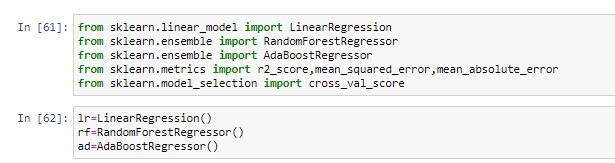 In [61]: from sklearn.linear_model import LinearRegression
from sklearn.ensemble import RandomForestRegressor
from sklearn.ensemble import AdaBoostRegressor
from sklearn.metrics import r2_score,mean_squared_error,mean_absolute_error
from sklearn.model_selection import cross_val_score
In [62]: lr=LinearRegression()
rf=RandomForestRegressor()
ad=AdaBoostRegressor()